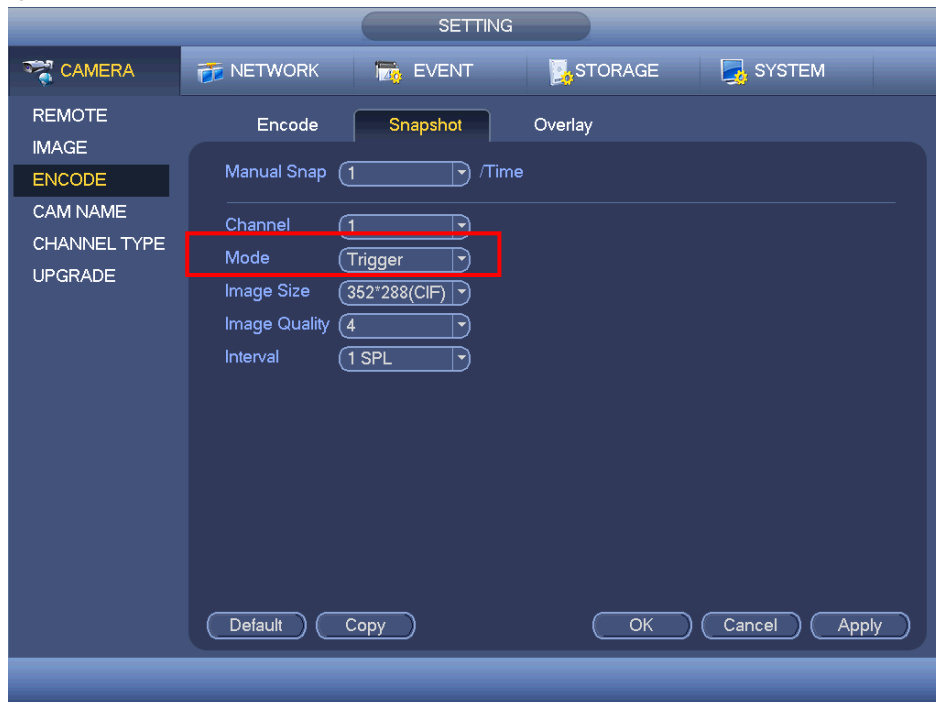 SETTING
CAMERA NETWORK EVENT STORAGE SYSTEM
REMOTE
IMAGE
ENCODE
CAM NAME
CHANNEL TYPE
UPGRADE
Encode Snapshot Overlay
Manual Snap 1 /Time
Channel 1
Mode Trigger
Image Size 352*288(CIF)
Image Quality 4
Interval 1 SPL
Default Copy OK Cancel Apply